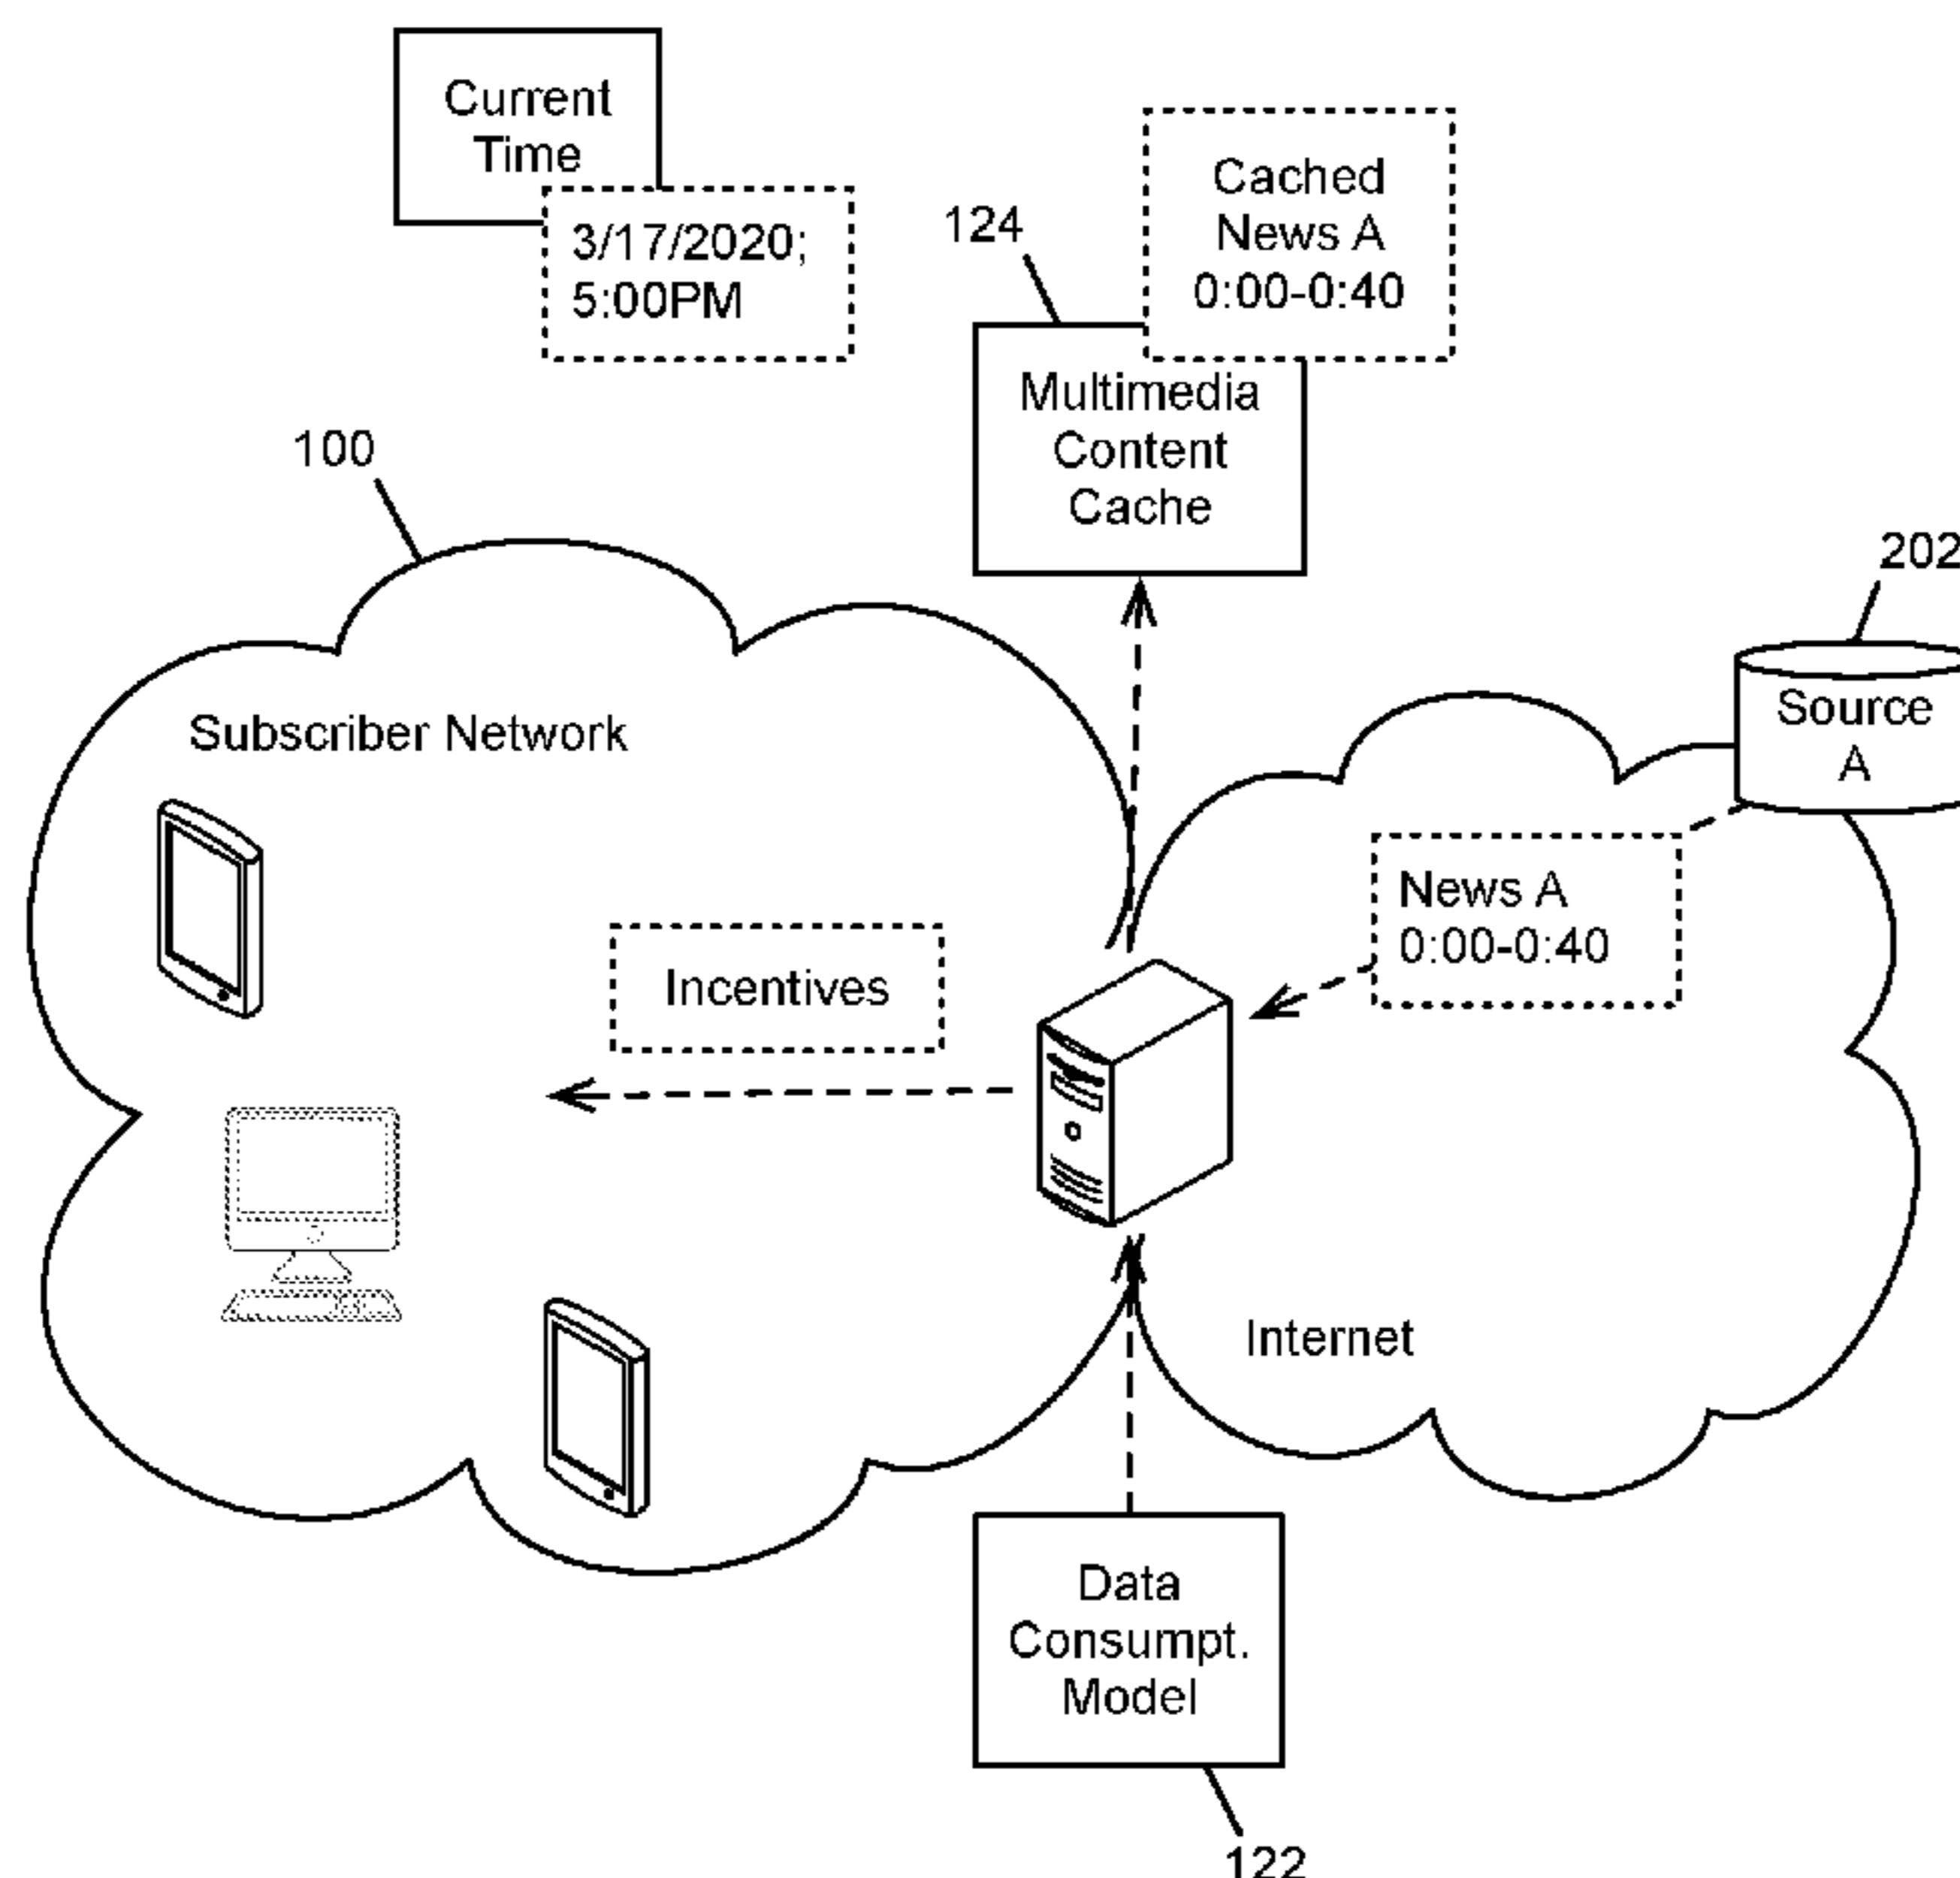 Current
Time
3/17/2020;
5:00PM
124
Cached
News A
0:00-0:40
Multimedia
Content
Cache
100
202
Source
A
Subscriber Network
News A
0:00-0:40
Incentives
Internet
Data
Consumpt.
Model
122